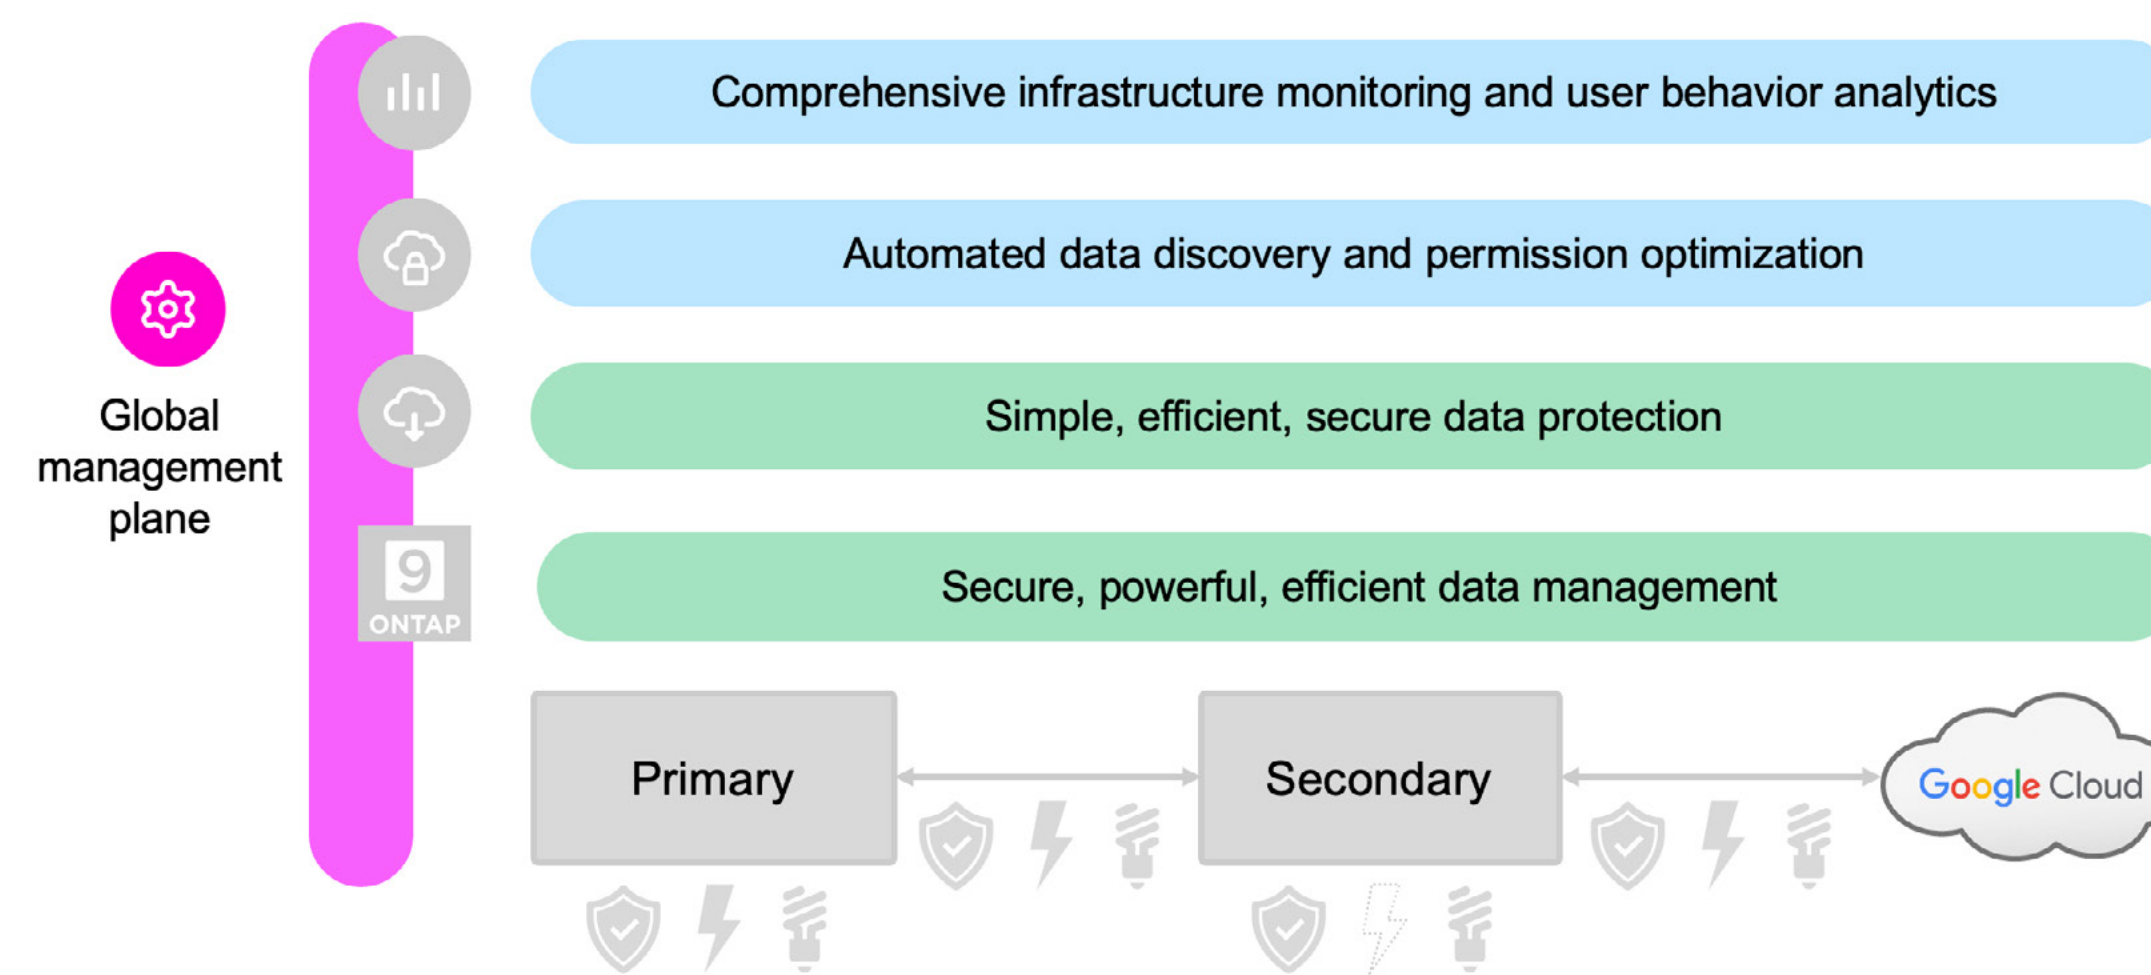 Comprehensive infrastructure monitoring and user behavior analytics
Automated data discovery and permission optimization
Global
management
plane
Simple, efficient, secure data protection
9
ONTAP
Secure, powerful, efficient data management
Primary
Secondary
Google Cloud